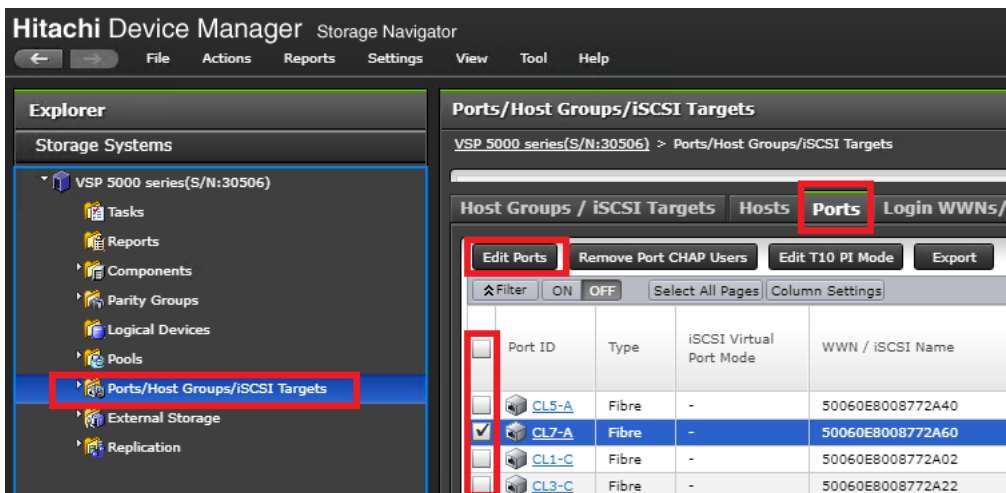 Hitachi Device Manager Storage Navigator
File Actions Reports Settings View Tool Help
Explorer
Storage Systems
VSP 5000 series(S/N:30506)
Tasks
Reports
Components
Parity Groups
Logical Devices
Pools
Ports/Host Groups/iSCSI Targets
External Storage
Replication
Ports/Host Groups/iSCSI Targets
VSP 5000 series(S/N:30506) > Ports/Host Groups/iSCSI Targets
Host Groups / iSCSI Targets Hosts Ports Login WWNs/
Edit Ports Remove Port CHAP Users Edit T10 PI Mode Export
Filter ON OFF Select All Pages Column Settings
Port ID Type iSCSI Virtual Port Mode WWN / iSCSI Name
CL5-A Fibre - 50060E8008772A40
CL7-A Fibre - 50060E8008772A60
CL1-C Fibre - 50060E8008772A02
CL3-C Fibre - 50060E8008772A22